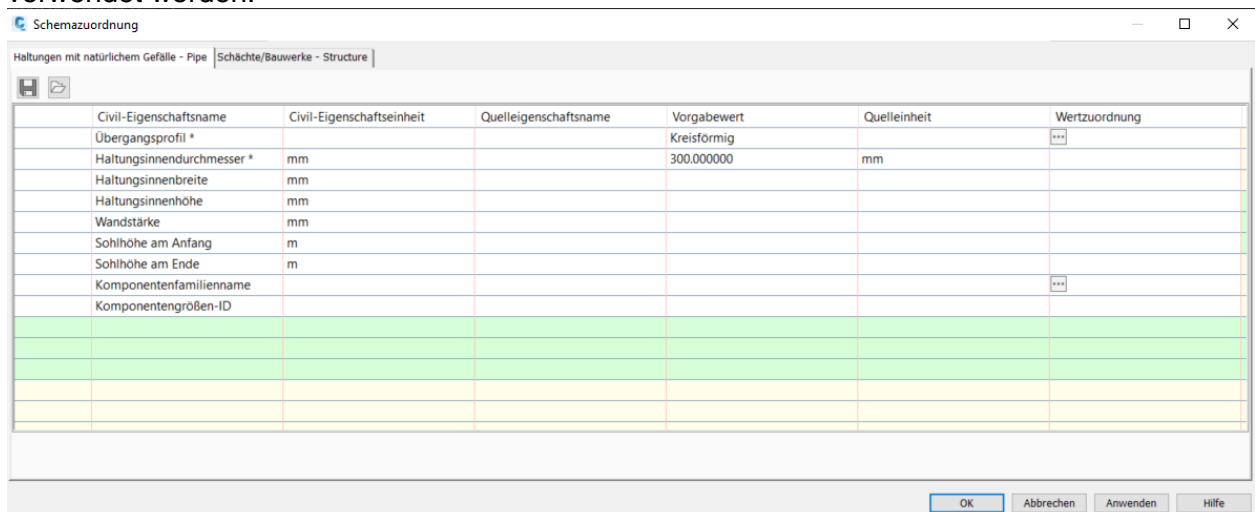 verwendet werden.
Schemazuordnung
Haltungen mit natürlichem Gefälle - Pipe Schächte/Bauwerke - Structure
Civil-Eigenschaftsname Civil-Eigenschaftseinheit Quelleigenschaftsname Vorgabewert Quelleinheit Wertzuordnung
Übergangsprofil * Kreisförmig ...
Haltungsinnendurchmesser * mm 300.000000 mm
Haltungsinnenbreite mm
Haltungsinnenhöhe mm
Wandstärke mm
Sohlhöhe am Anfang m
Sohlhöhe am Ende m
Komponentenfamilienname ...
Komponentengrößen-ID
OK Abbrechen Anwenden Hilfe